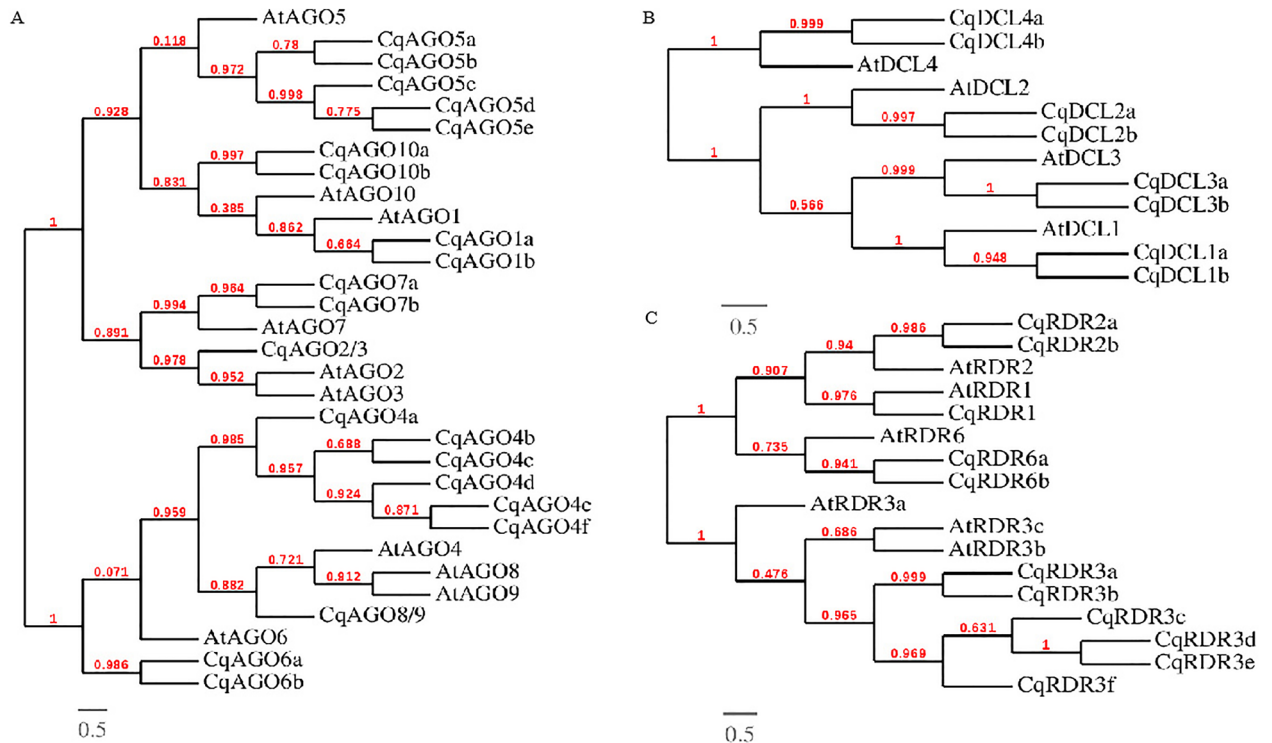 A
AtAGO5
0.118
0.78
CqAGO5a
CqAGO5b
0.972
CqAGO5c
0.998
CqAGO5d
0.775
CqAGO5e
0.928
CqAGO10a
0.997
CqAGO10b
0.831
AtAGO10
0.385
AtAGO1
0.862
CqAGO1a
0.684
CqAGO1b
1
CqAGO7a
0.964
CqAGO7b
0.994
AtAGO7
0.891
CqAGO2/3
0.978
AtAGO2
0.952
AtAGO3
CqAGO4a
0.985
CqAGO4b
0.688
CqAGO4c
0.957
CqAGO4d
0.924
CqAGO4e
0.871
CqAGO4f
0.959
AtAGO4
0.721
AtAGO8
0.912
AtAGO9
0.882
CqAGO8/9
0.071
AtAGO6
1
CqAGO6a
0.986
CqAGO6b
0.5
B
CqDCL4a
0.999
CqDCL4b
1
AtDCL4
AtDCL2
1
CqDCL2a
0.997
CqDCL2b
1
AtDCL3
0.999
CqDCL3a
1
CqDCL3b
0.566
AtDCL1
1
CqDCL1a
0.948
CqDCL1b
0.5
C
CqRDR2a
0.986
CqRDR2b
0.94
AtRDR2
0.907
AtRDR1
0.976
CqRDR1
1
AtRDR6
0.735
CqRDR6a
0.941
CqRDR6b
AtRDR3a
1
AtRDR3c
0.686
AtRDR3b
0.476
CqRDR3a
0.999
CqRDR3b
0.965
CqRDR3c
0.631
CqRDR3d
1
CqRDR3e
0.969
CqRDR3f
0.5